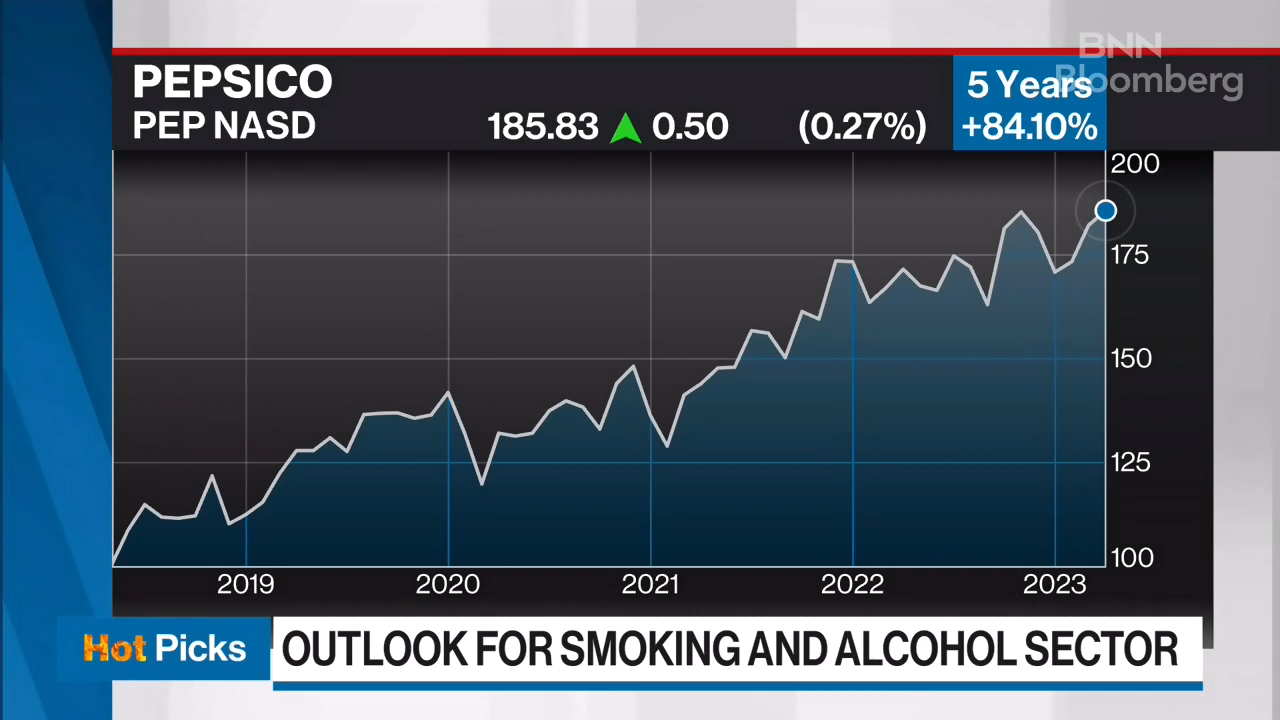 BNN
Bloomberg
PEPSICO
5 Years
PEP NASD 185.83 ▲ 0.50 (0.27%) +84.10%
200
175
150
125
100
2019 2020 2021 2022 2023
Hot Picks
OUTLOOK FOR SMOKING AND ALCOHOL SECTOR